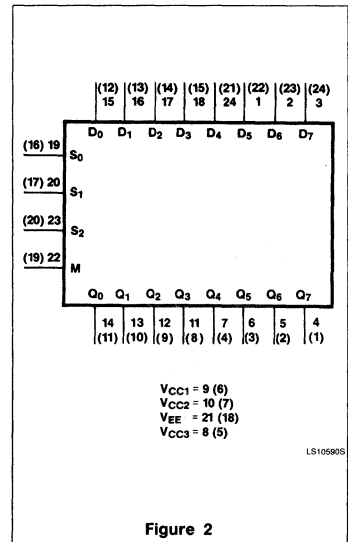 (12) (13) (14) (15) (21) (22) (23) (24)
15 16 17 18 24 1 2 3
D0 D1 D2 D3 D4 D5 D6 D7
(16) 19 S0
(17) 20 S1
(20) 23 S2
(19) 22 M
Q0 Q1 Q2 Q3 Q4 Q5 Q6 Q7
14 13 12 11 7 6 5 4
(11) (10) (9) (8) (4) (3) (2) (1)
VCC1 = 9 (6)
VCC2 = 10 (7)
VEE = 21 (18)
VCC3 = 8 (5)
LS10590S
Figure 2